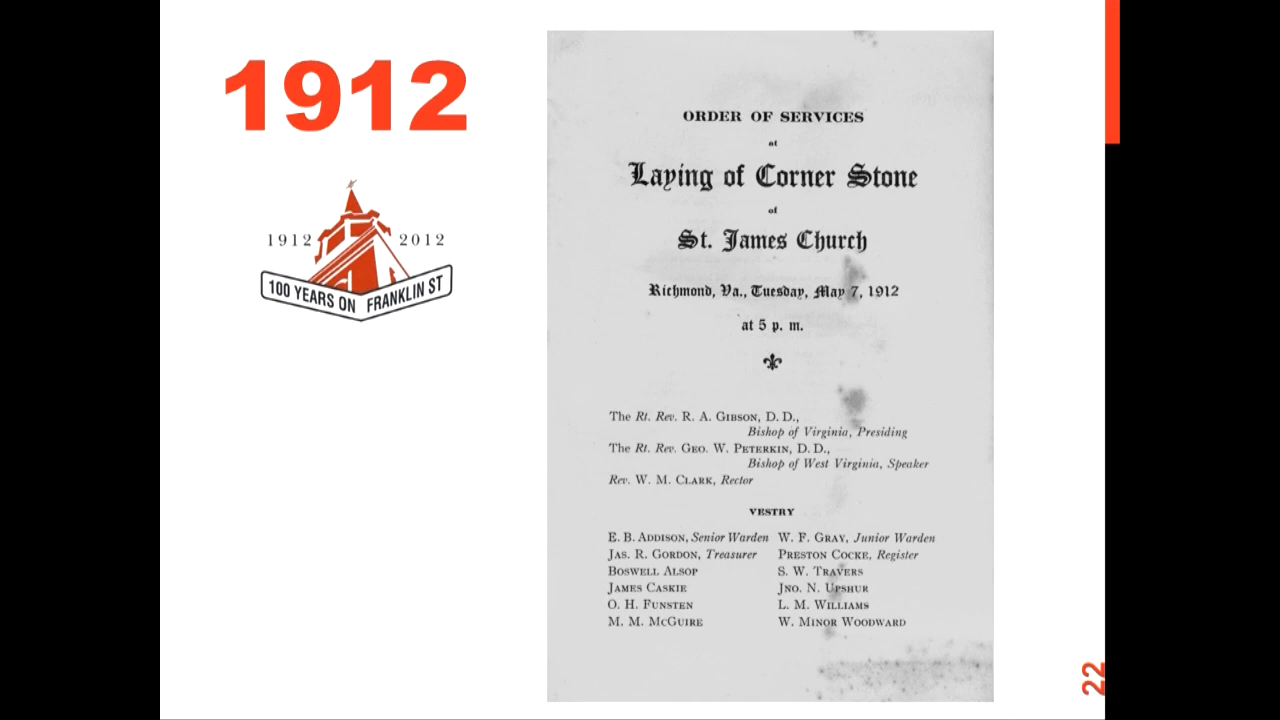 1912
1912 2012
100 YEARS ON FRANKLIN ST
ORDER OF SERVICES
at
Laying of Corner Stone
of
St. James Church
Richmond, Va., Tuesday, May 7, 1912
at 5 p. m.
The Rt. Rev. R. A. GIBSON, D. D.,
Bishop of Virginia, Presiding
The Rt. Rev. GEO. W. PETERKIN, D. D.,
Bishop of West Virginia, Speaker
Rev. W. M. CLARK, Rector
VESTRY
E. B. ADDISON, Senior Warden W. F. GRAY, Junior Warden
JAS. R. GORDON, Treasurer PRESTON COCKE, Register
BOSWELL ALSOP S. W. TRAVERS
JAMES CASKIE JNO. N. UPSHUR
O. H. FUNSTEN L. M. WILLIAMS
M. M. MCGUIRE W. MINOR WOODWARD
22